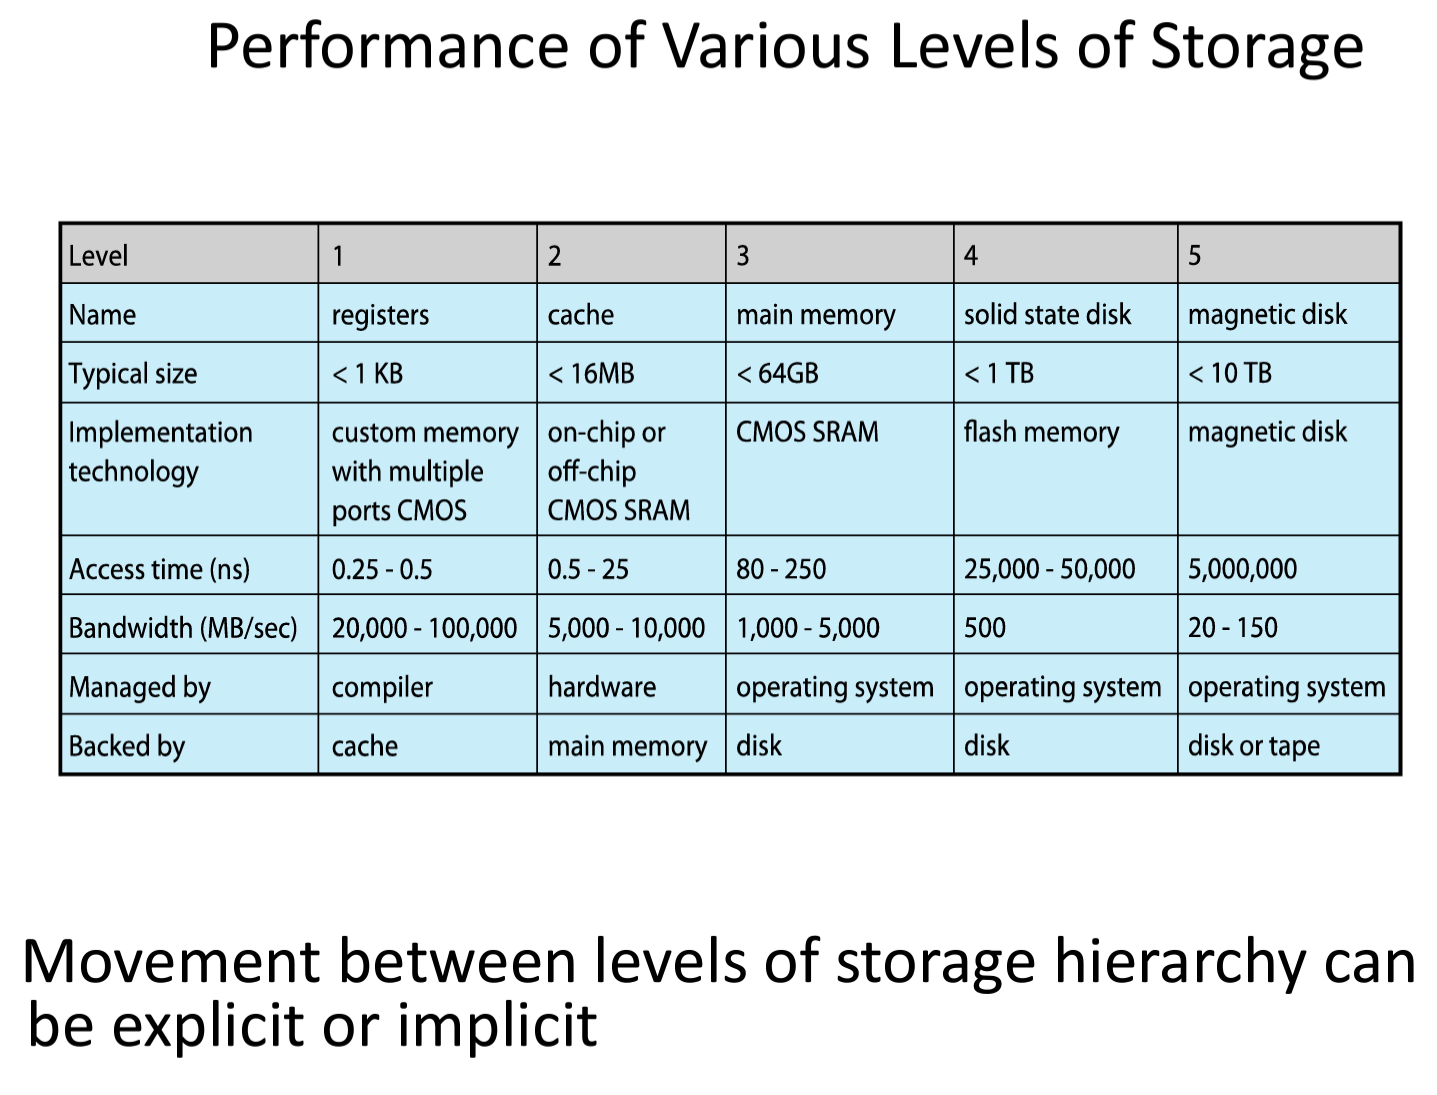 Performance of Various Levels of Storage
Level 1 2 3 4 5
Name registers cache main memory solid state disk magnetic disk
Typical size < 1 KB < 16MB < 64GB < 1 TB < 10 TB
Implementation technology custom memory with multiple ports CMOS on-chip or off-chip CMOS SRAM CMOS SRAM flash memory magnetic disk
Access time (ns) 0.25 - 0.5 0.5 - 25 80 - 250 25,000 - 50,000 5,000,000
Bandwidth (MB/sec) 20,000 - 100,000 5,000 - 10,000 1,000 - 5,000 500 20 - 150
Managed by compiler hardware operating system operating system operating system
Backed by cache main memory disk disk disk or tape
Movement between levels of storage hierarchy can
be explicit or implicit